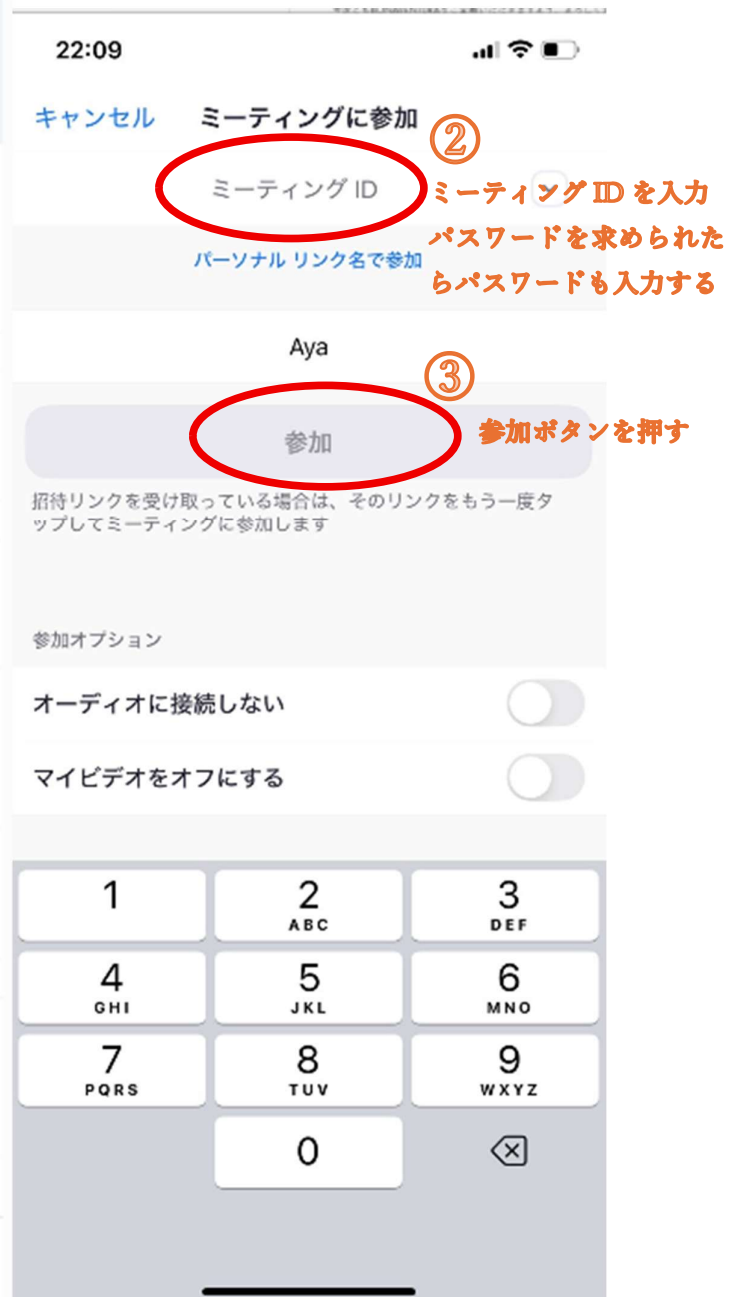 22:09
キャンセル ミーティングに参加
②
ミーティング ID
ミーティング ID を入力
パスワードを求められた
らパスワードも入力する
パーソナル リンク名で参加
Aya
③
参加
参加ボタンを押す
招待リンクを受け取っている場合は、そのリンクをもう一度タ
ップしてミーティングに参加します
参加オプション
オーディオに接続しない
マイビデオをオフにする
1 2 3
ABC DEF
4 5 6
GHI JKL MNO
7 8 9
PQRS TUV WXYZ
0